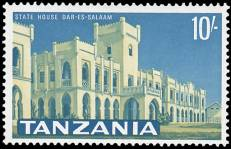 STATE HOUSE DAR-ES-SALAAM
10/-
TANZANIA